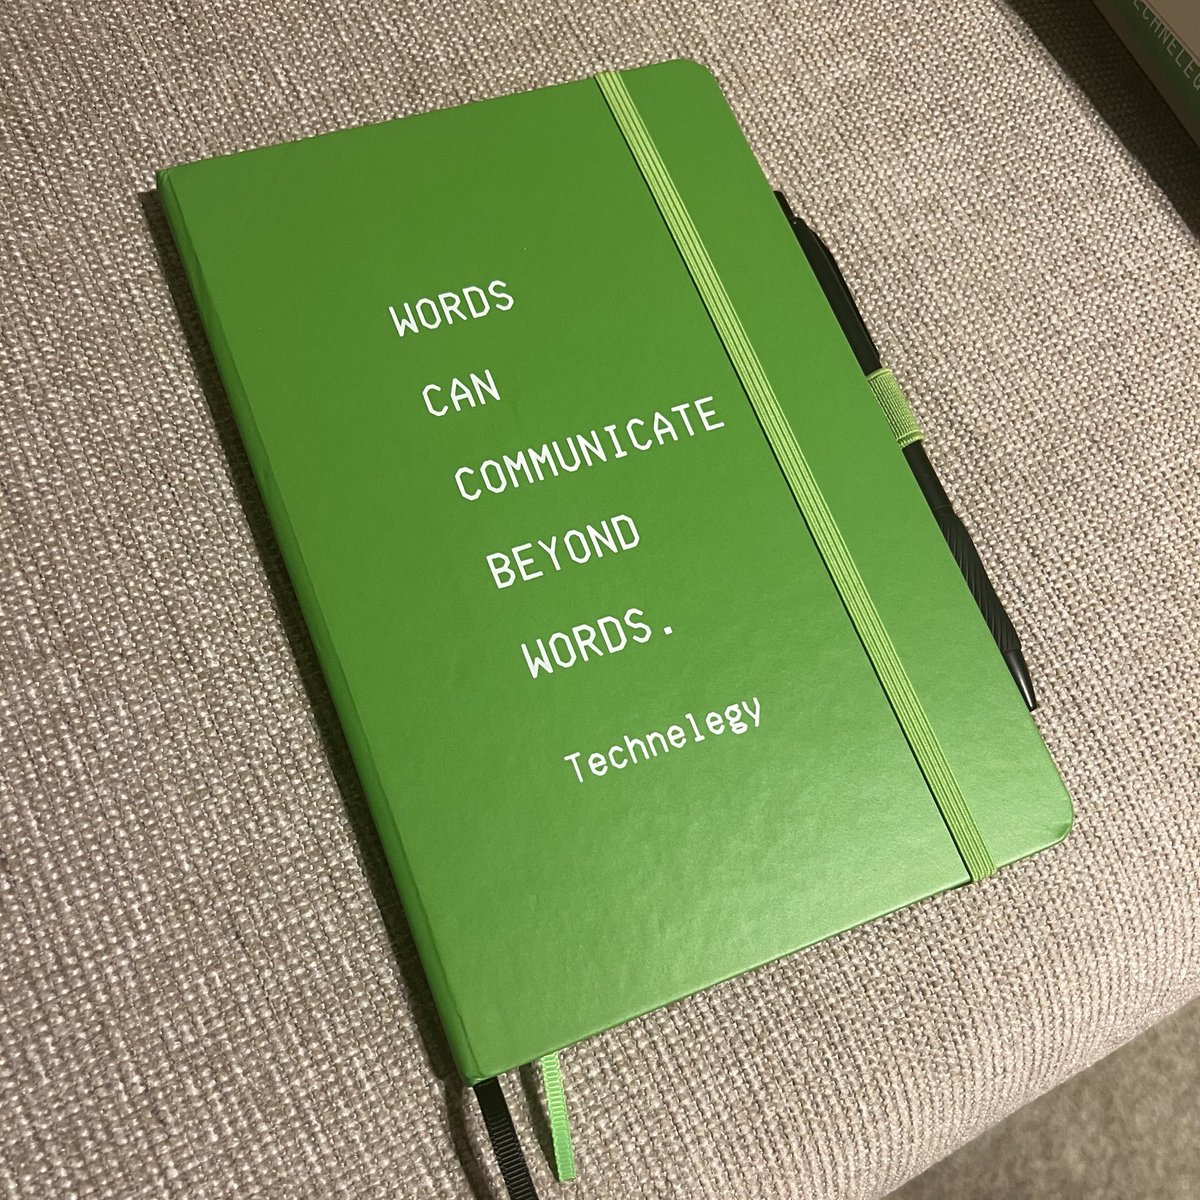 WORDS
CAN
COMMUNICATE
BEYOND
WORDS.
Technelegy